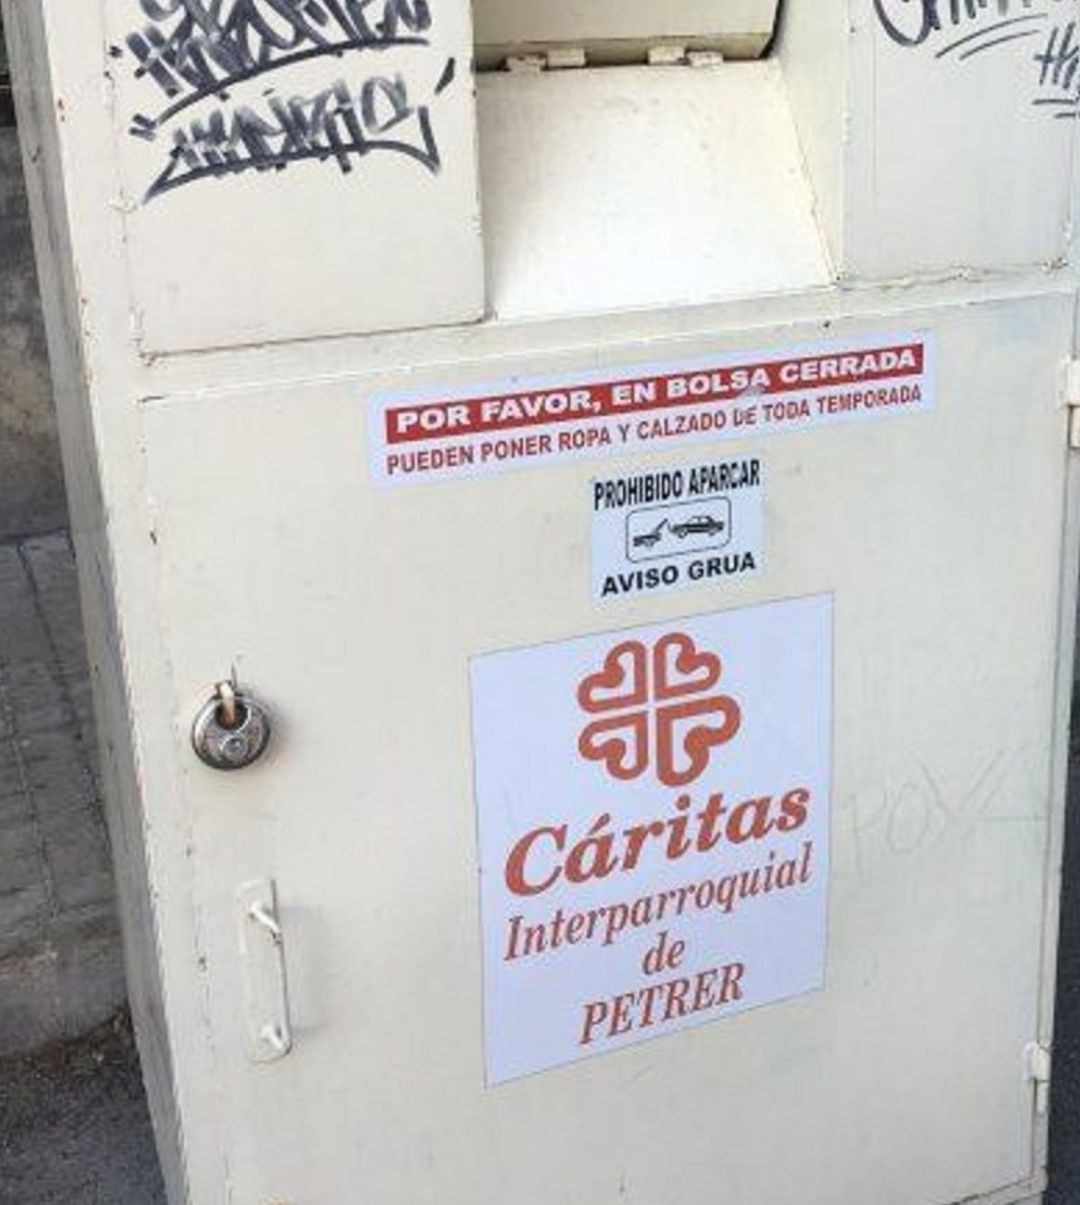 POR FAVOR, EN BOLSA CERRADA
PUEDEN PONER ROPA Y CALZADO DE TODA TEMPORADA
PROHIBIDO APARCAR
AVISO GRUA
Cáritas
Interparroquial
de
PETRER